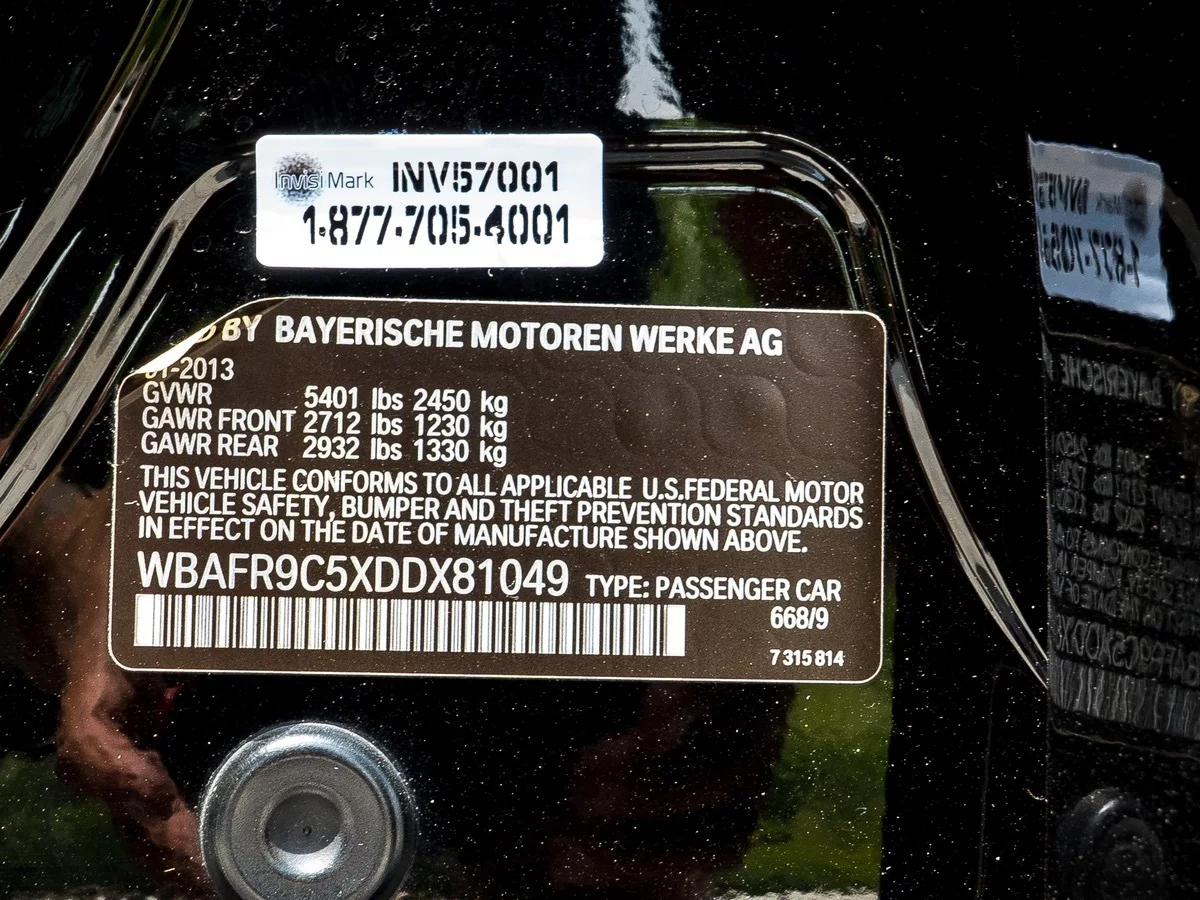 InvisiMark INV57001
1-877-705-4001
BY BAYERISCHE MOTOREN WERKE AG
01-2013
GVWR 5401 lbs 2450 kg
GAWR FRONT 2712 lbs 1230 kg
GAWR REAR 2932 lbs 1330 kg
THIS VEHICLE CONFORMS TO ALL APPLICABLE U.S.FEDERAL MOTOR
VEHICLE SAFETY, BUMPER AND THEFT PREVENTION STANDARDS
IN EFFECT ON THE DATE OF MANUFACTURE SHOWN ABOVE.
WBAFR9C5XDDX81049 TYPE: PASSENGER CAR
668/9
7 315 814